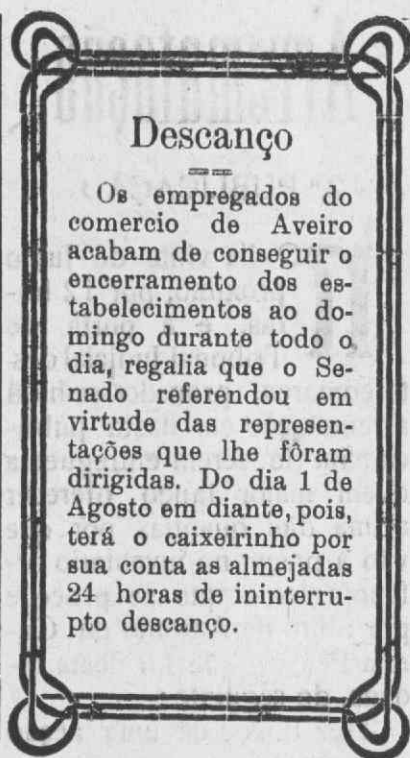 Descanço
Os empregados do
comercio de Aveiro
acabam de conseguir o
encerramento dos es-
tabelecimentos ao do-
mingo durante todo o
dia, regalia que o Se-
nado referendou em
virtude das represen-
tações que lhe fôram
dirigidas. Do dia 1 de
Agosto em diante, pois,
terá o caixeirinho por
sua conta as almejadas
24 horas de ininterru-
pto descanço.